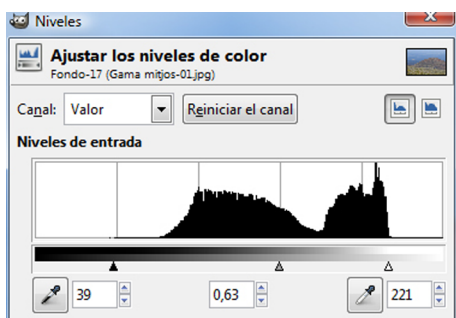 Niveles
Ajustar los niveles de color
Fondo-17 (Gama mitjos-01.jpg)
Canal: Valor Reiniciar el canal
Niveles de entrada
39 0,63 221